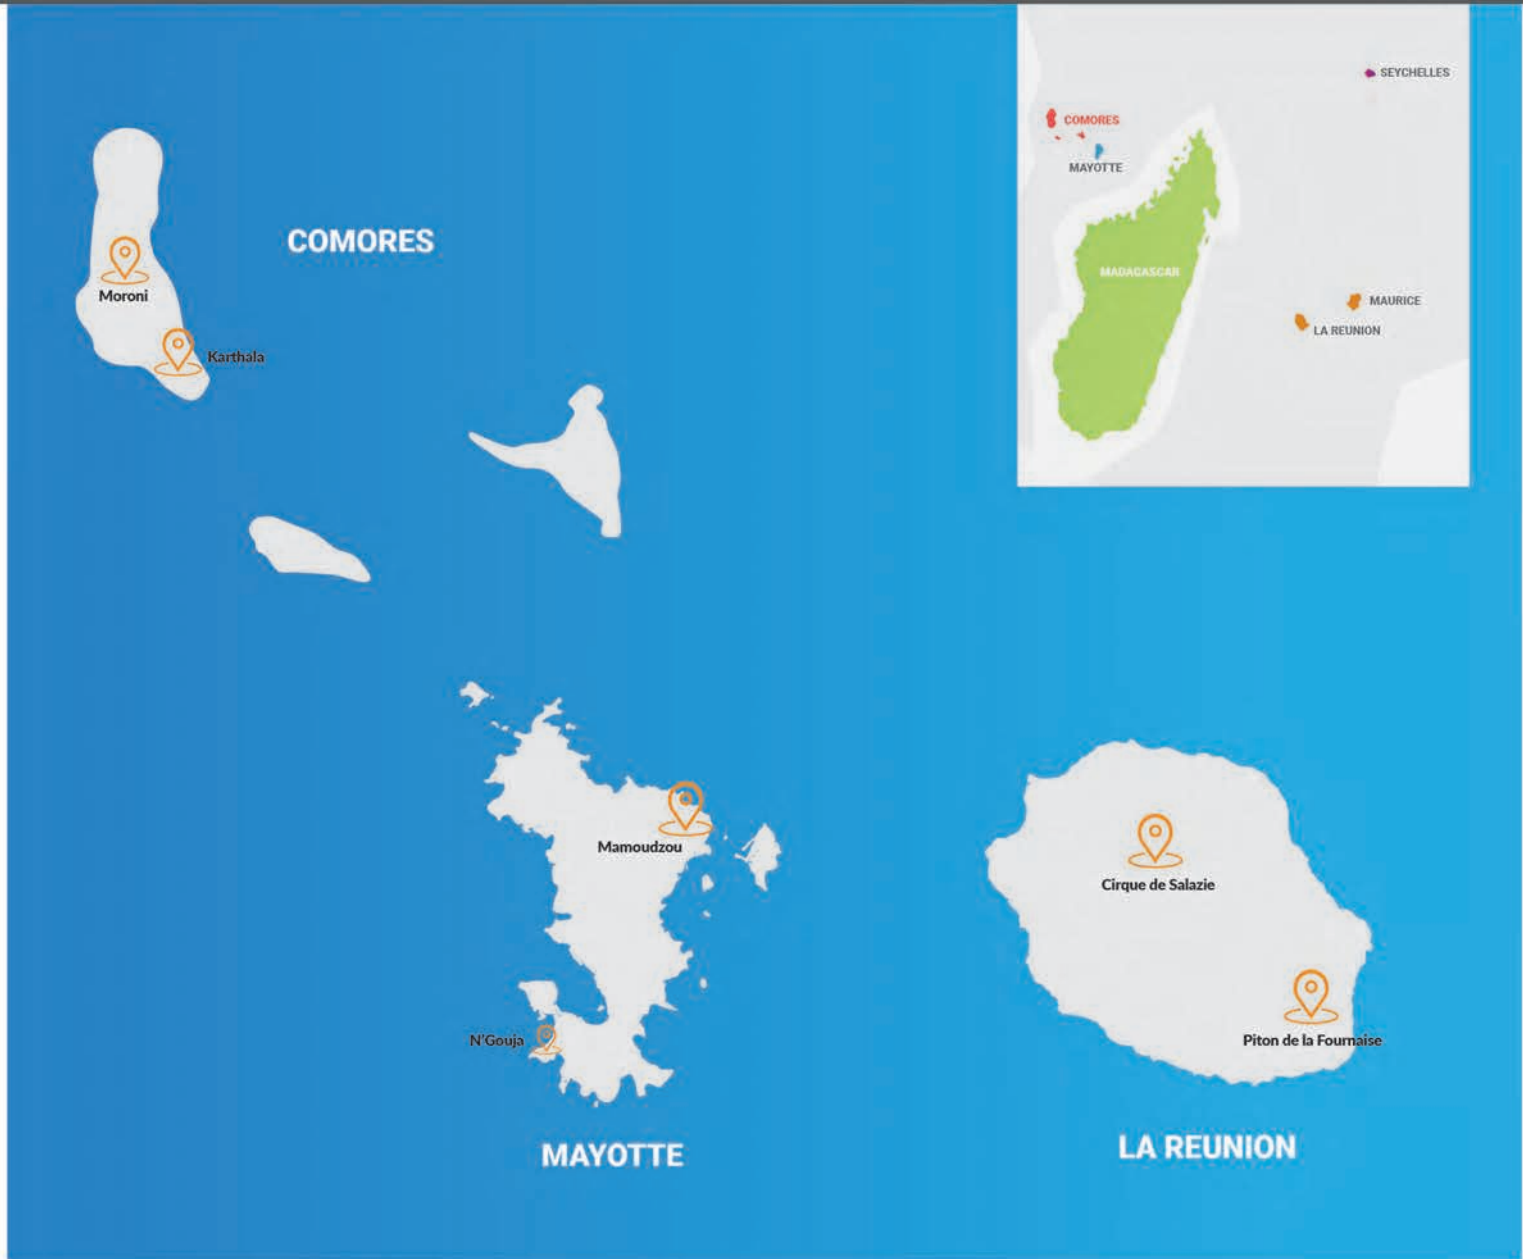 SEYCHELLES
COMORES
MAYOTTE
MADAGASCAR
MAURICE
LA REUNION
COMORES
Moroni
Karthala
Mamoudzou
Cirque de Salazie
N'Gouja
Piton de la Fournaise
MAYOTTE
LA REUNION